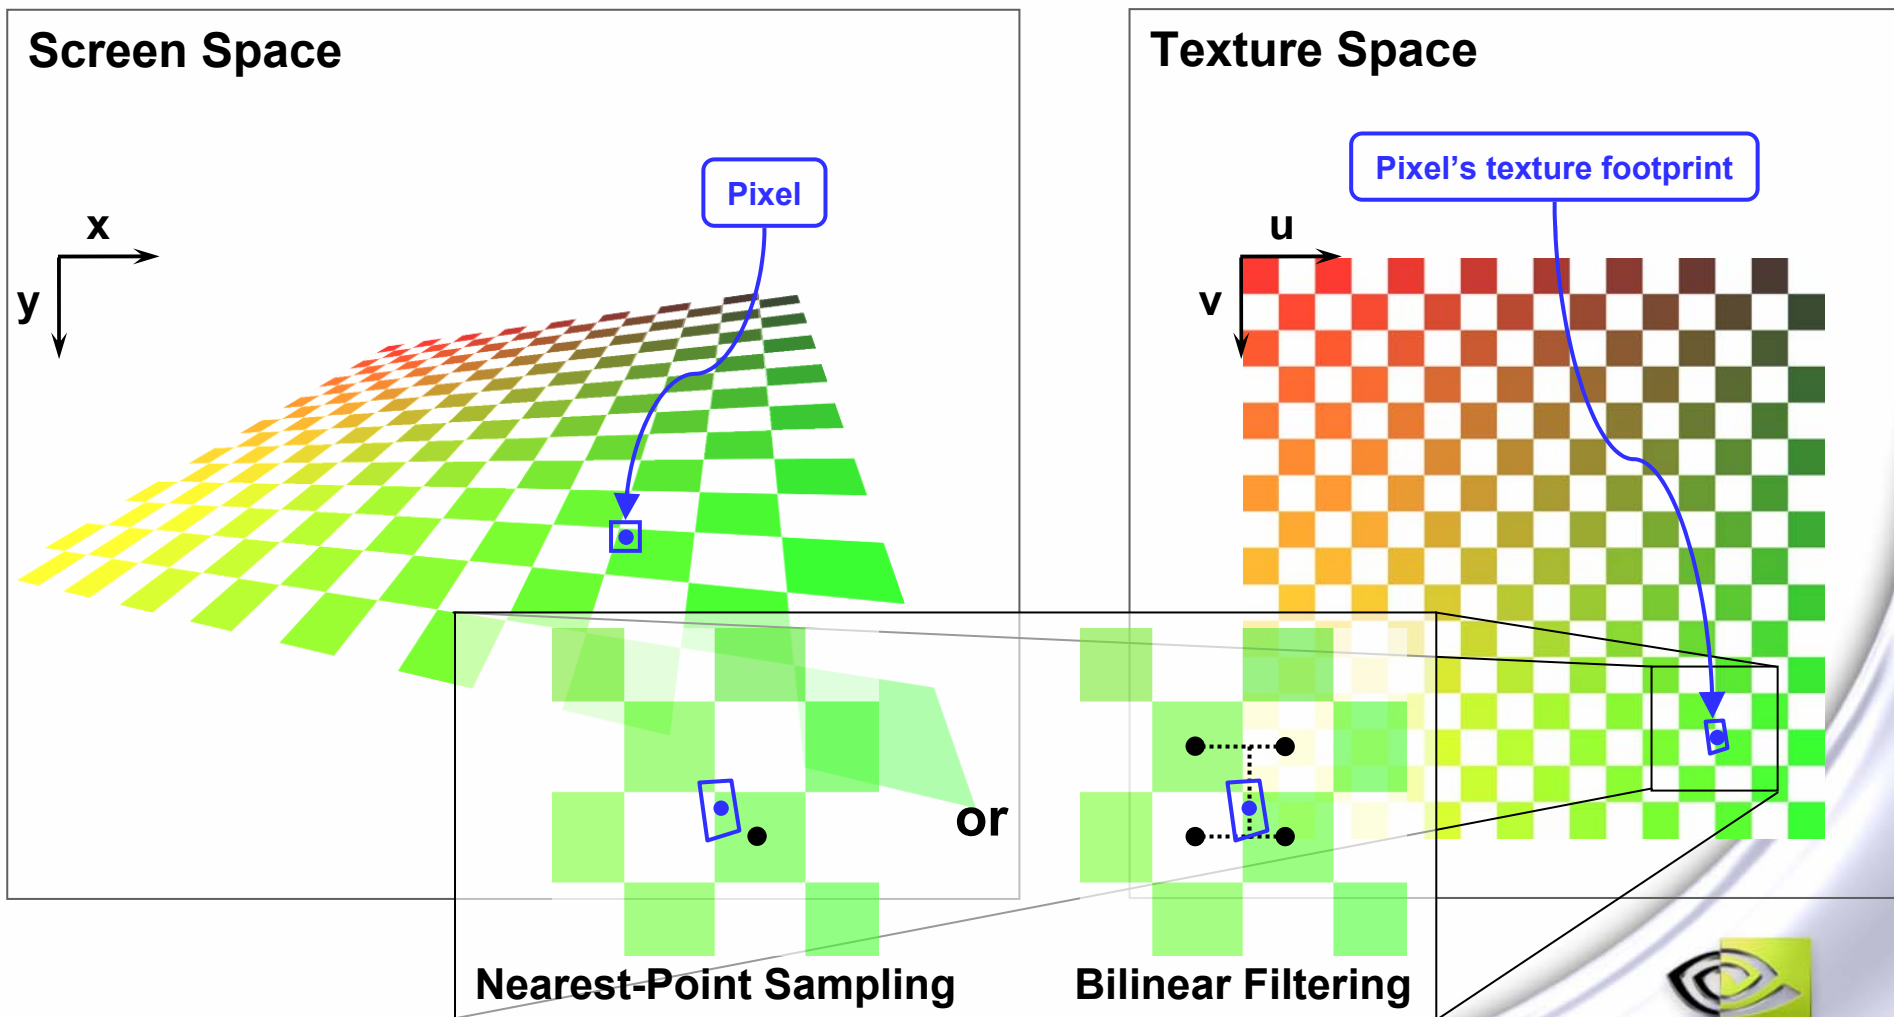 Screen Space
Texture Space
Pixel
Pixel’s texture footprint
x
y
u
v
or
Nearest-Point Sampling
Bilinear Filtering